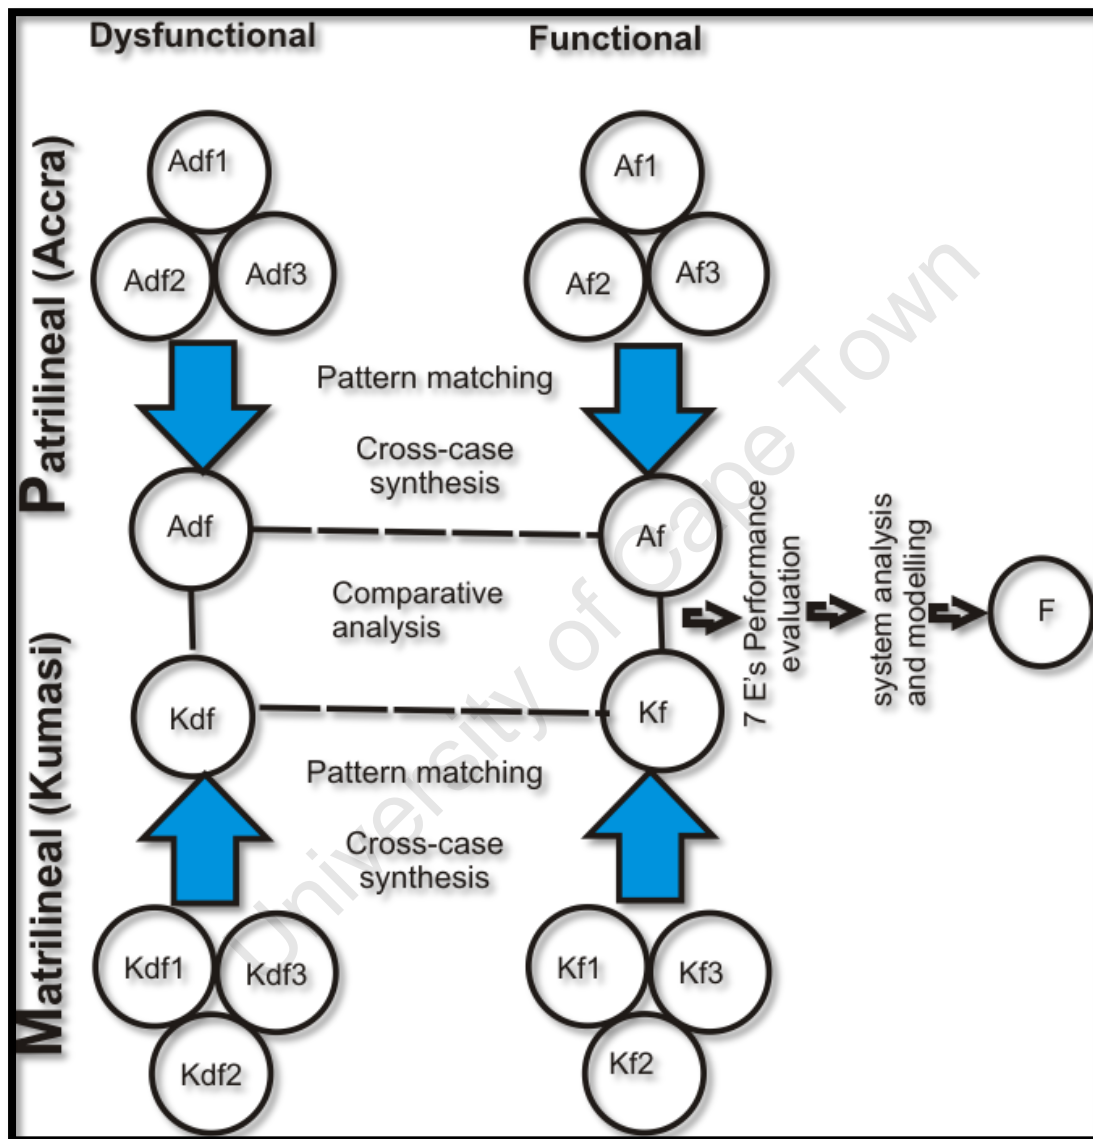 Dysfunctional
Functional
Patrilineal (Accra)
Adf1
Adf2
Adf3
Af1
Af2
Af3
Pattern matching
Cross-case
synthesis
Adf
Af
Comparative
analysis
7 E's Performance
evaluation
system analysis
and modelling
F
Matrilineal (Kumasi)
Kdf
Kf
Pattern matching
Cross-case
synthesis
Kdf1
Kdf3
Kdf2
Kf1
Kf3
Kf2
University of Cape Town